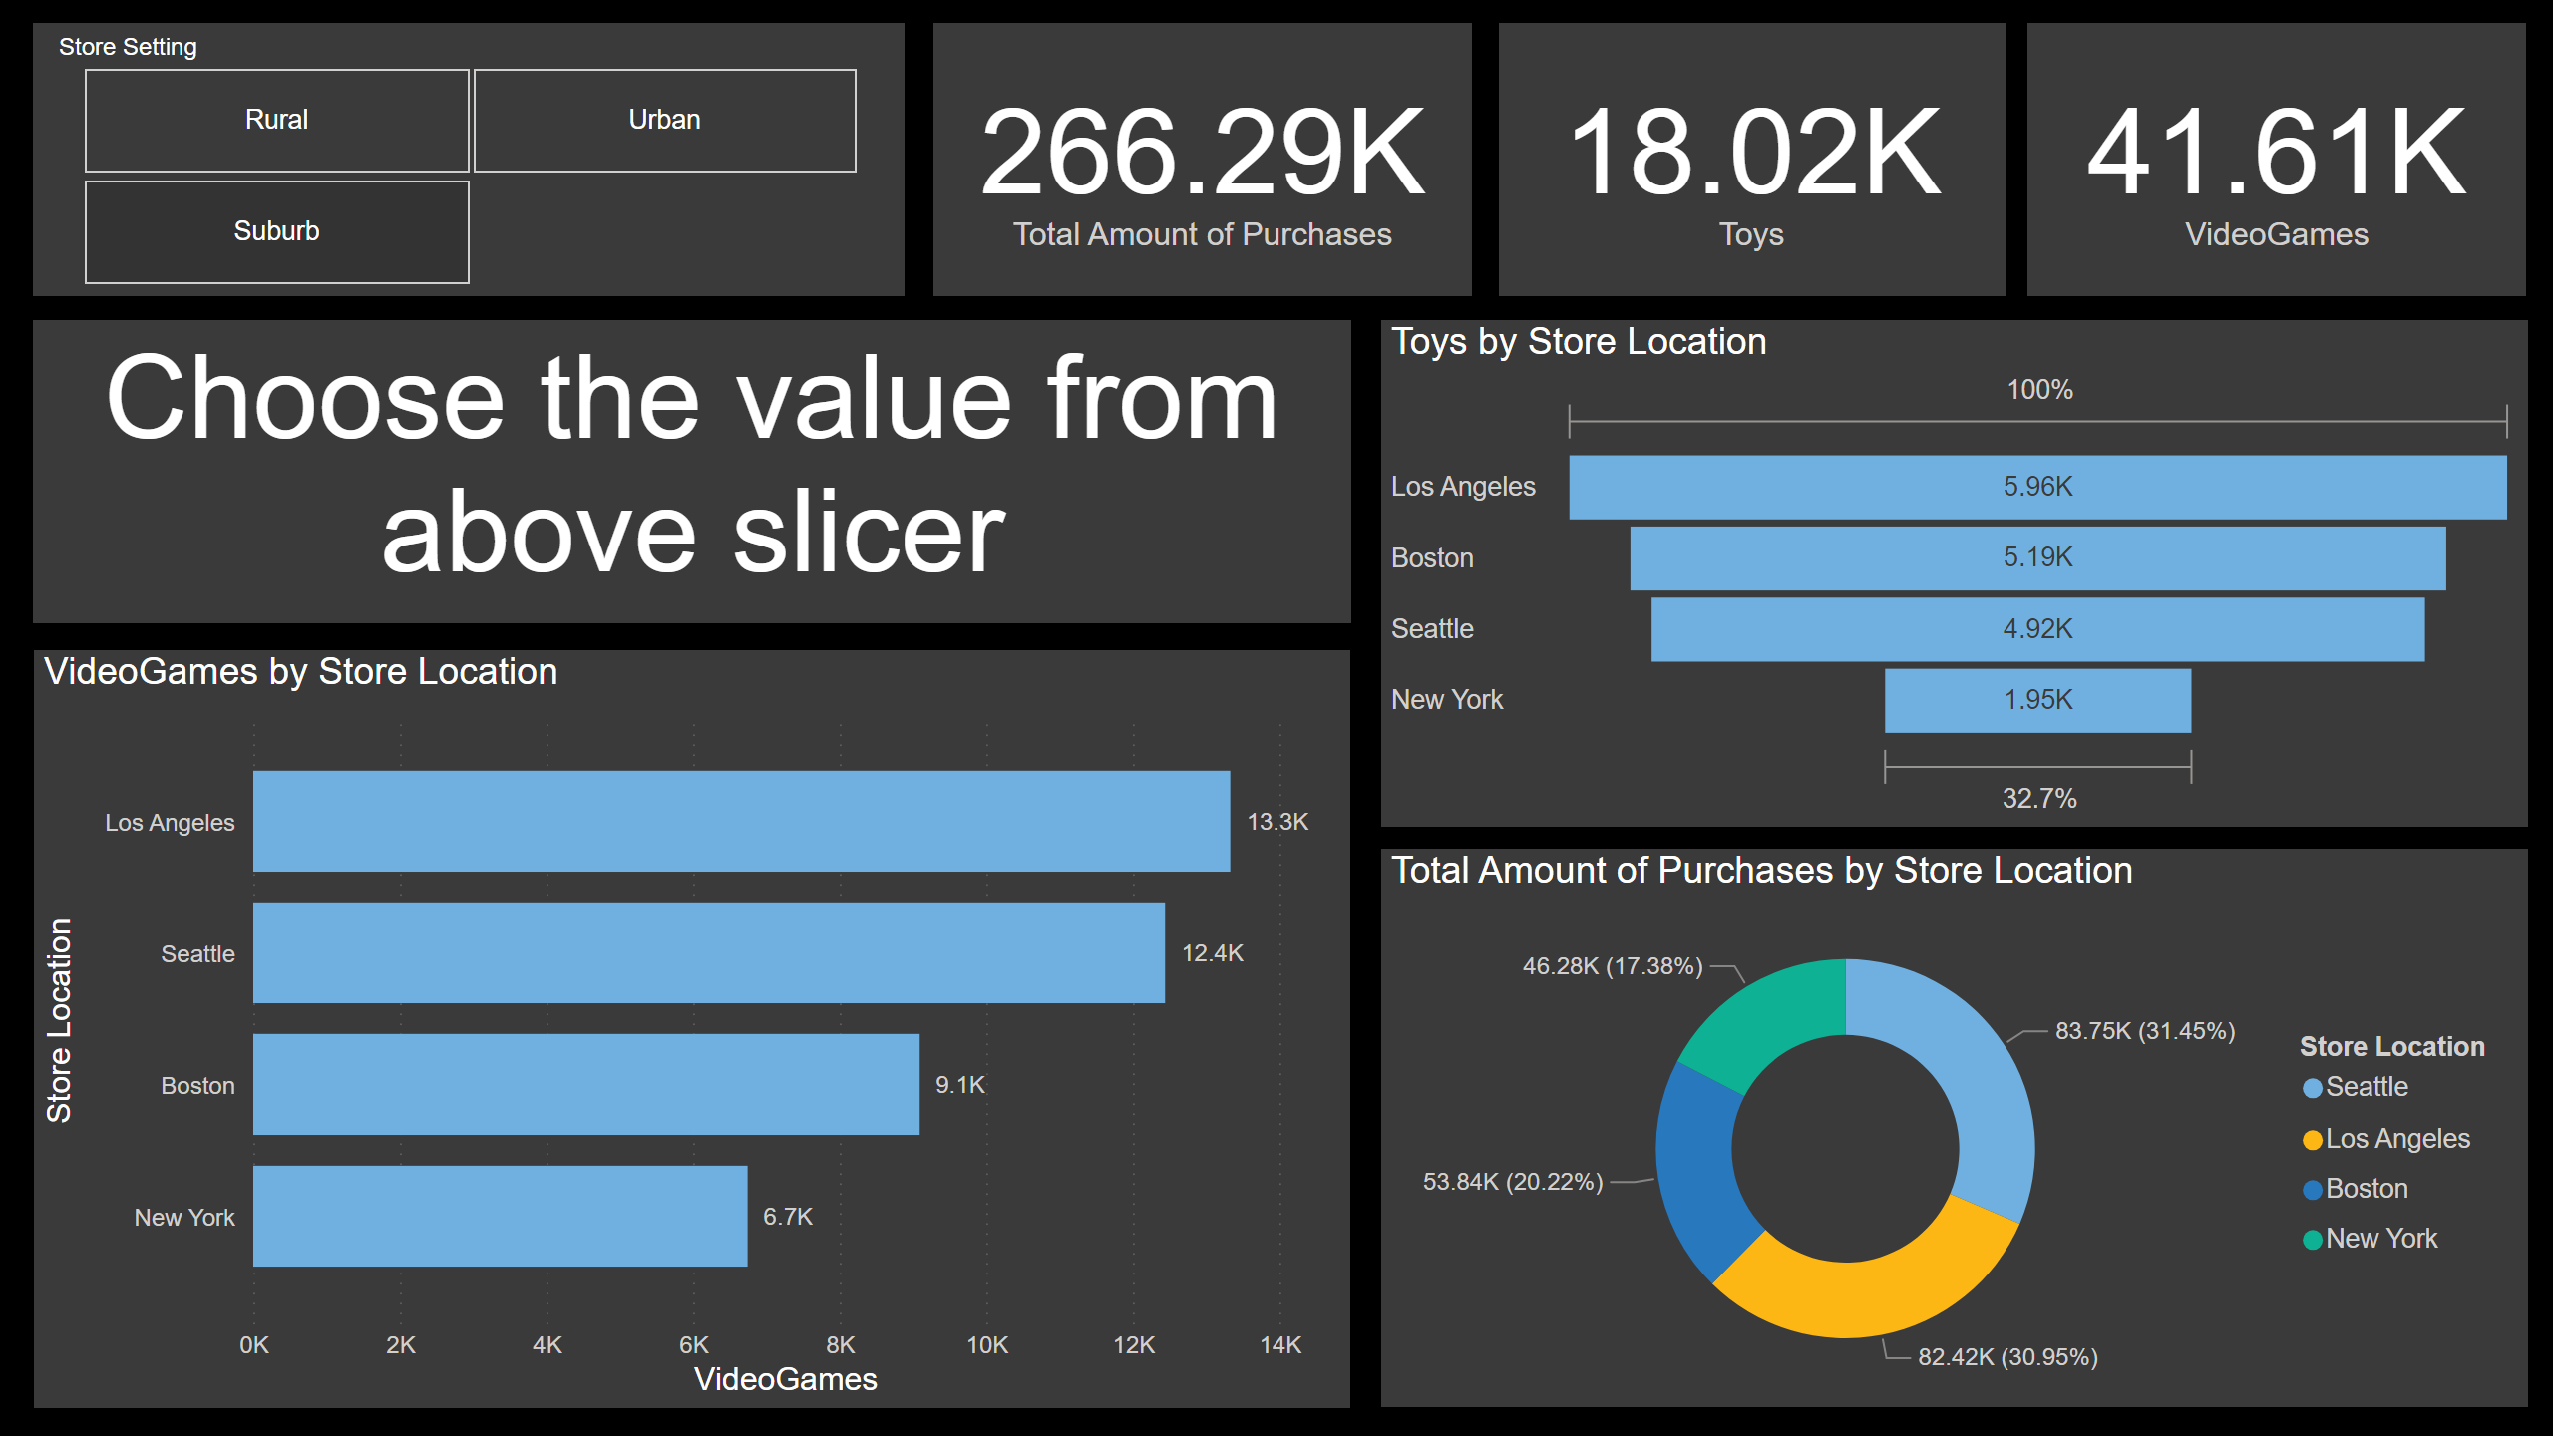 Store Setting
Rural
Urban
Suburb
266.29K
Total Amount of Purchases
18.02K
Toys
41.61K
VideoGames
Choose the value from
above slicer
Toys by Store Location
100%
Los Angeles
5.96K
Boston
5.19K
Seattle
4.92K
New York
1.95K
32.7%
VideoGames by Store Location
Store Location
Los Angeles
13.3K
Seattle
12.4K
Boston
9.1K
New York
6.7K
0K 2K 4K 6K 8K 10K 12K 14K
VideoGames
Total Amount of Purchases by Store Location
46.28K (17.38%)
83.75K (31.45%)
53.84K (20.22%)
82.42K (30.95%)
Store Location
Seattle
Los Angeles
Boston
New York